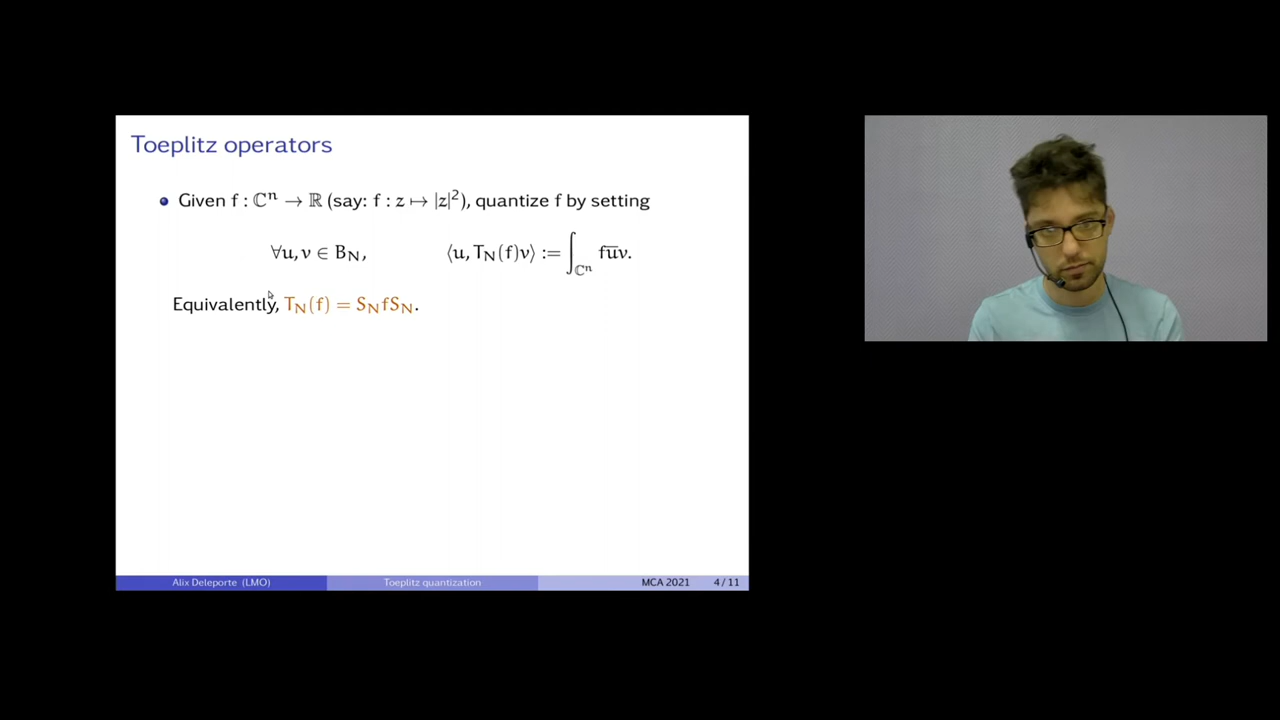 Toeplitz operators
Given f : ℂⁿ → ℝ (say: f : z ↦ |z|²), quantize f by setting
∀u, v ∈ B_N, ⟨u, T_N(f)v⟩ := ∫_ℂⁿ fūv.
Equivalently, T_N(f) = S_N f S_N.
Alix Deleporte (LMO) Toeplitz quantization MCA 2021 4 / 11